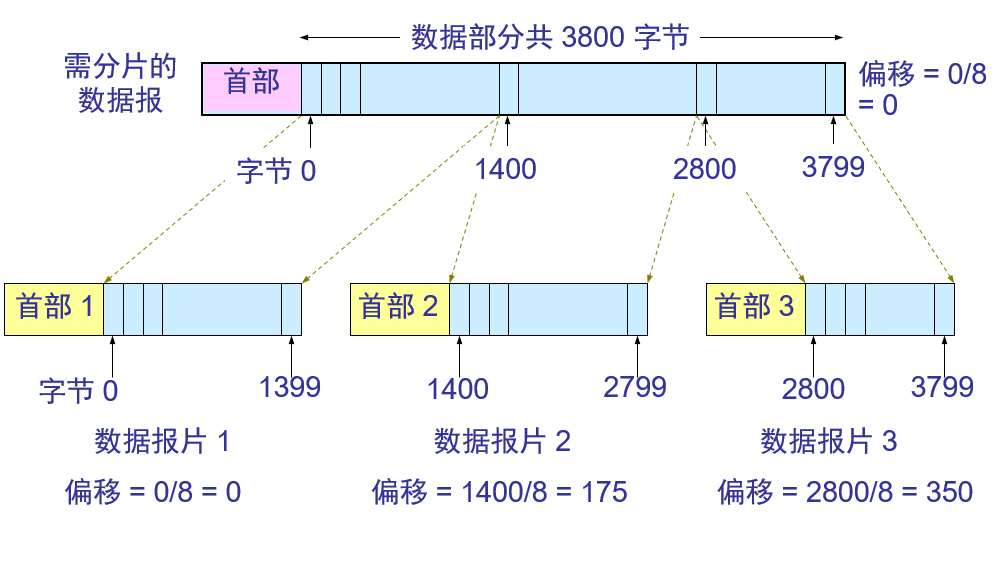 数据部分共 3800 字节
需分片的
数据报
首部
偏移 = 0/8
= 0
字节 0
1400
2800
3799
首部 1
首部 2
首部 3
字节 0
1399
1400
2799
2800
3799
数据报片 1
数据报片 2
数据报片 3
偏移 = 0/8 = 0
偏移 = 1400/8 = 175
偏移 = 2800/8 = 350